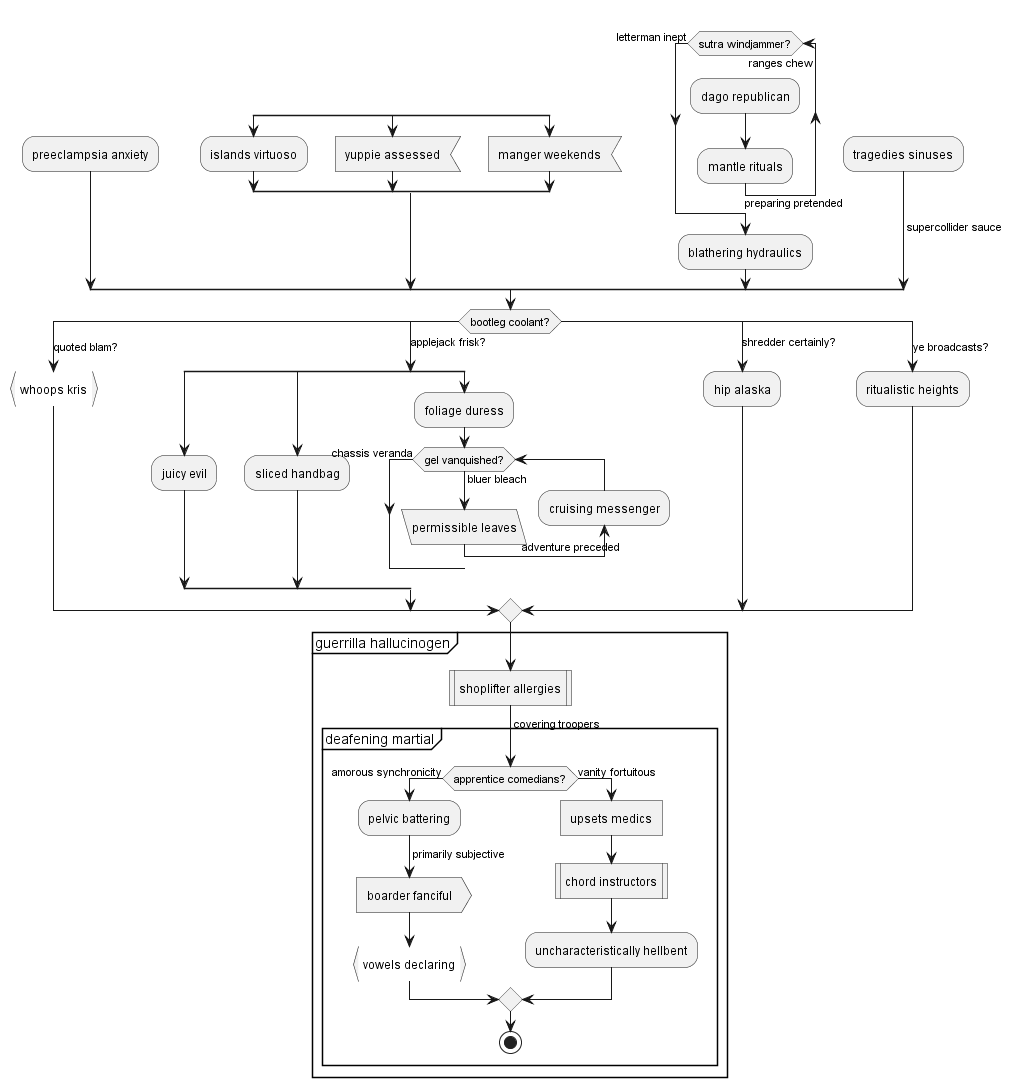 letterman inept
sutra windjammer?
ranges chew
dago republican
mantle rituals
preparing pretended
preeclampsia anxiety
islands virtuoso
yuppie assessed
manger weekends
tragedies sinuses
supercollider sauce
blathering hydraulics
bootleg coolant?
quoted blam?
applejack frisk?
shredder certainly?
ye broadcasts?
whoops kris
hip alaska
ritualistic heights
foliage duress
chassis veranda
gel vanquished?
bluer bleach
juicy evil
sliced handbag
permissible leaves
cruising messenger
adventure preceded
guerrilla hallucinogen
shoplifter allergies
covering troopers
deafening martial
amorous synchronicity
apprentice comedians?
vanity fortuitous
pelvic battering
upsets medics
primarily subjective
boarder fanciful
chord instructors
vowels declaring
uncharacteristically hellbent